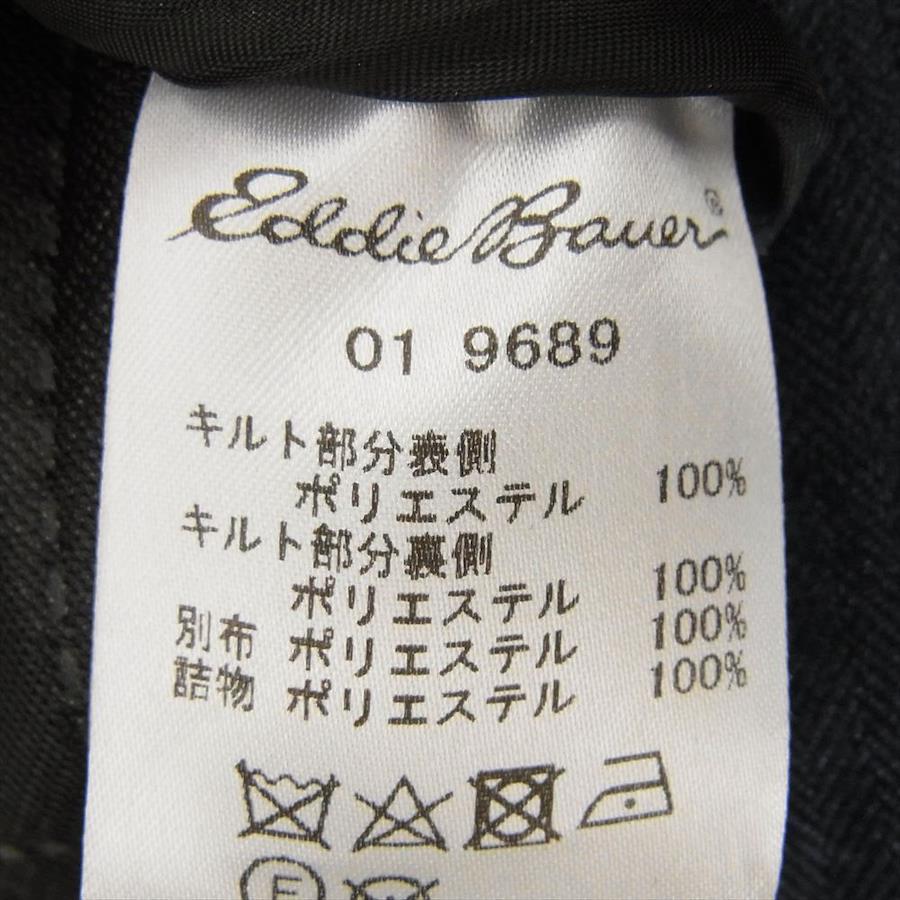 Eddie Bauer®
01 9689
キルト部分表側
ポリエステル 100%
キルト部分裏側
ポリエステル 100%
別布 ポリエステル 100%
詰物 ポリエステル 100%
F